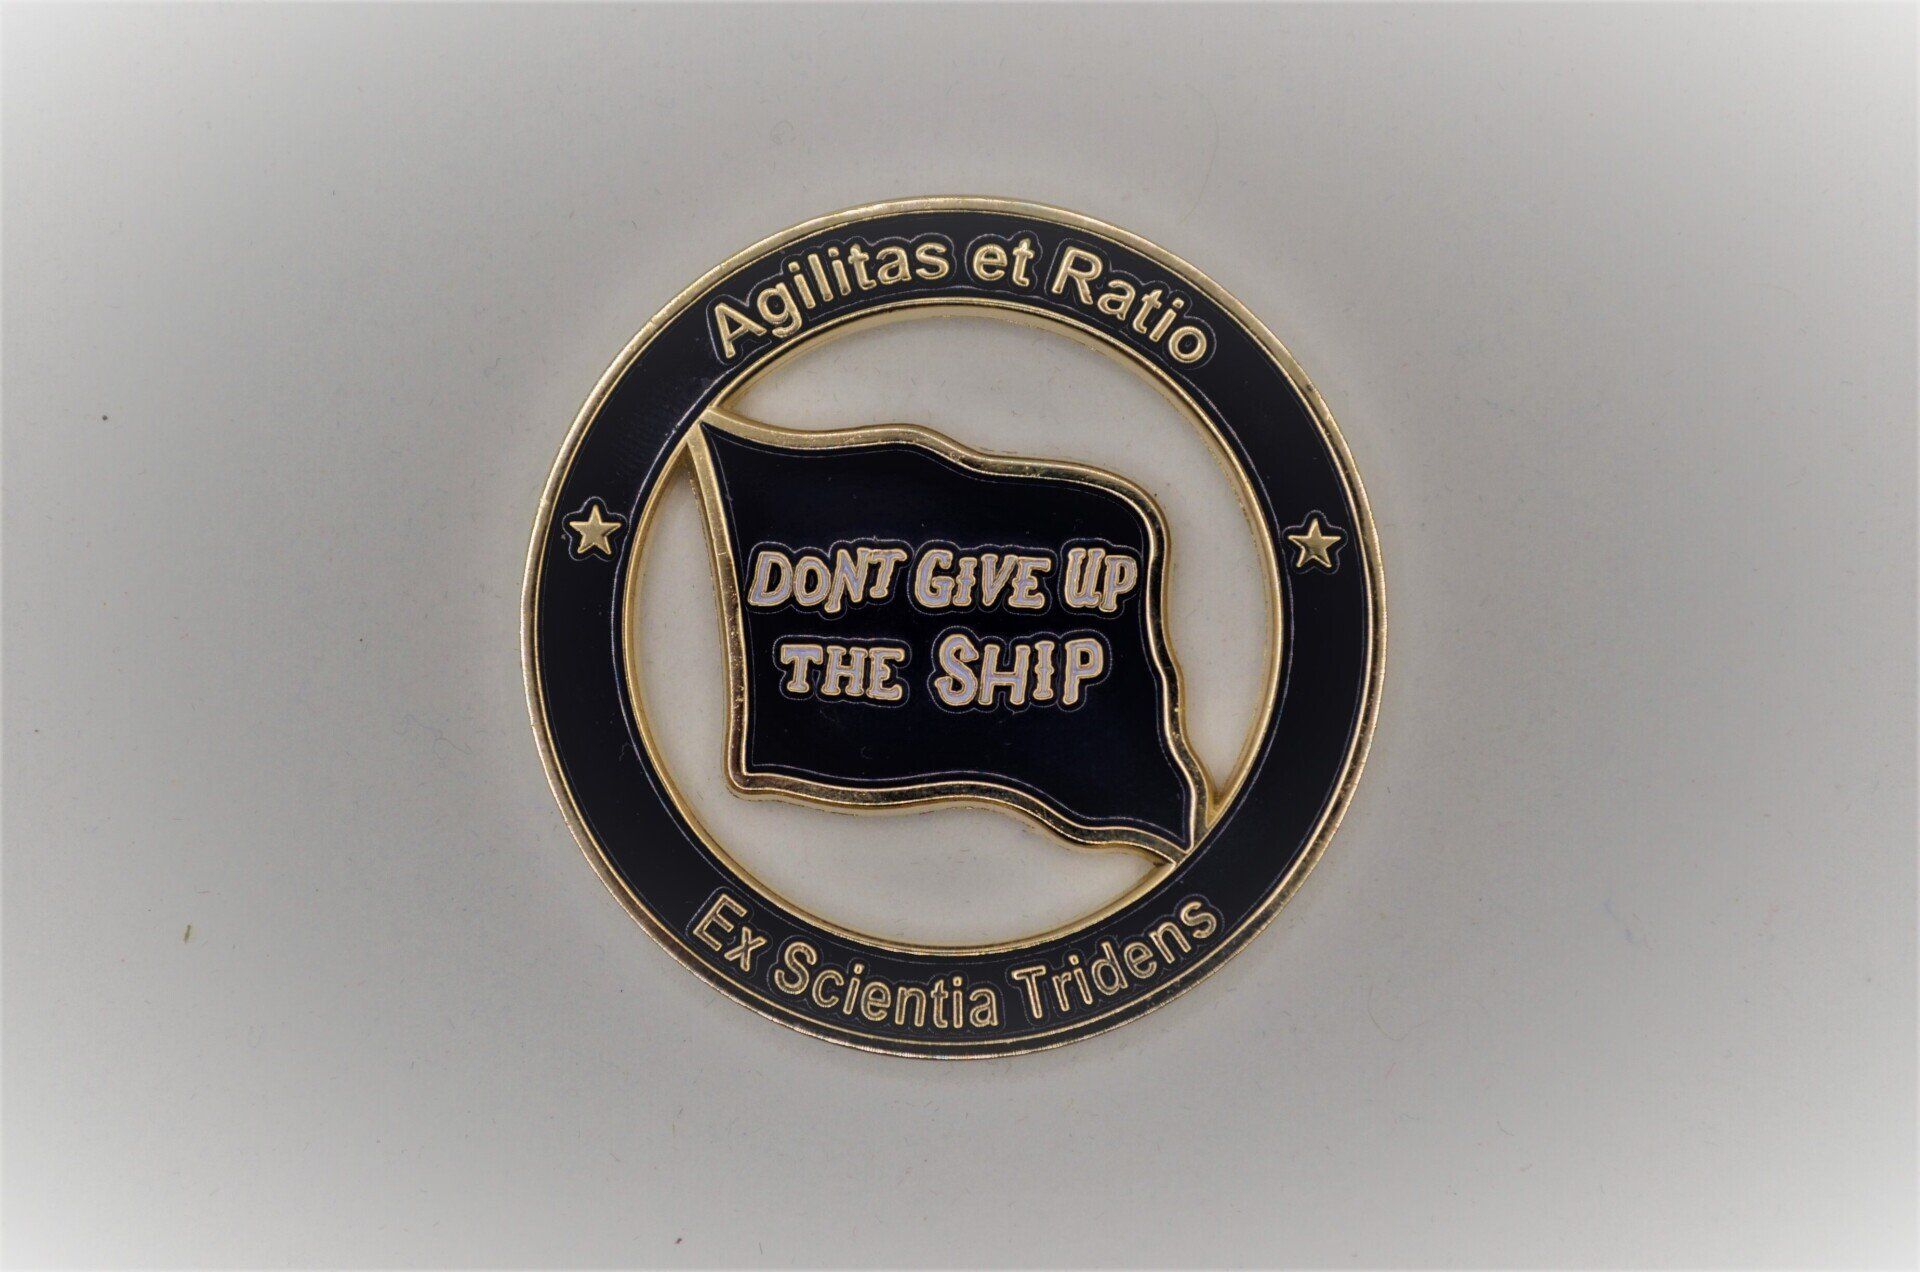 Agilitas et Ratio
DONT GIVE UP
THE SHIP
Ex Scientia Tridens